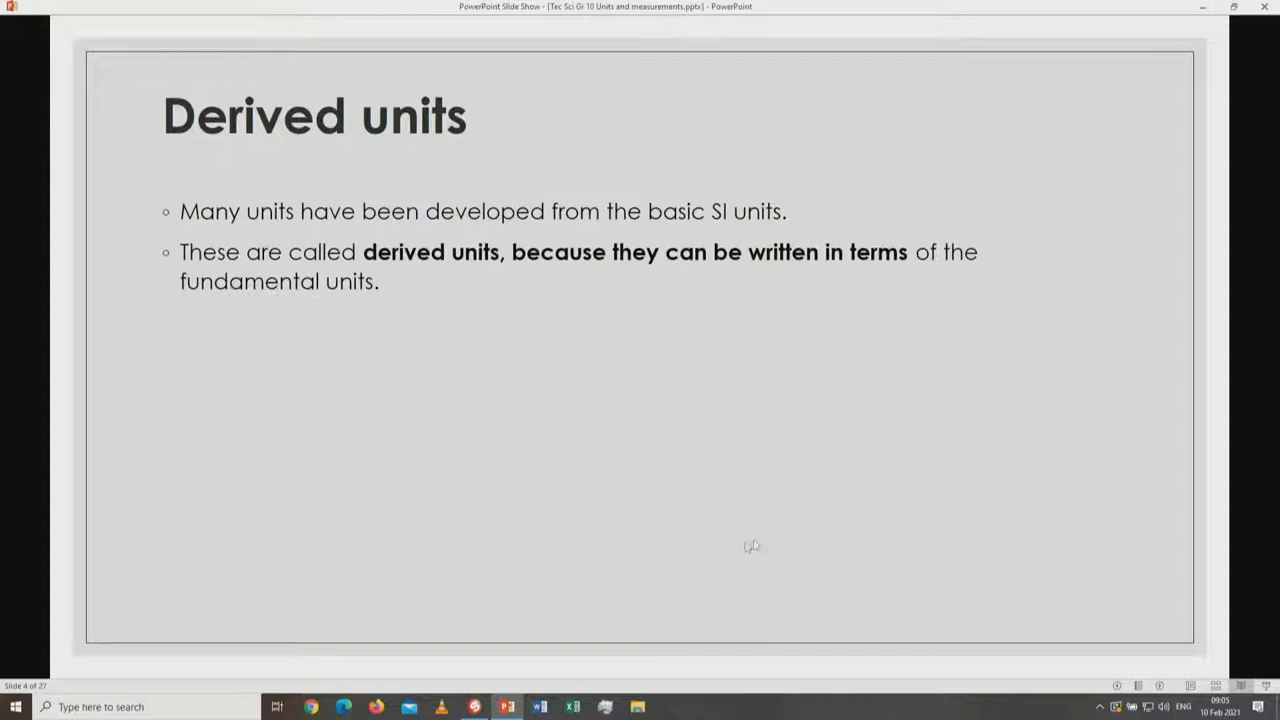 PowerPoint Slide Show - [Tec Sci Gr 10 Units and measurements.pptx] - PowerPoint
Derived units
◦ Many units have been developed from the basic SI units.
◦ These are called derived units, because they can be written in terms of the
fundamental units.
Slide 4 of 27
Type here to search
ENG
09:05
10 Feb 2021